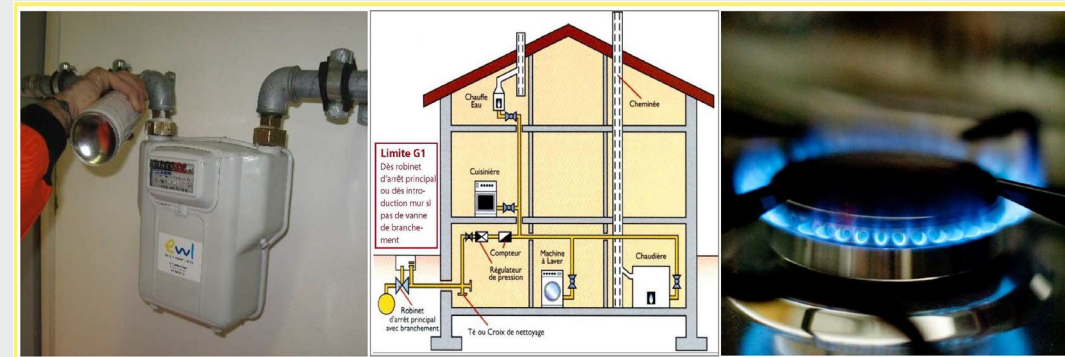 ewl
Limite G1
Dès robinet
d'arrêt principal
ou dès intro-
duction mur si
pas de vanne
de branche-
ment
Chauffe
Eau
Cheminée
Cuisinière
Compteur
Régulateur
de pression
Machine
à Laver
Chaudière
Robinet
d'arrêt principal
avec branchement
Té ou Croix de nettoyage